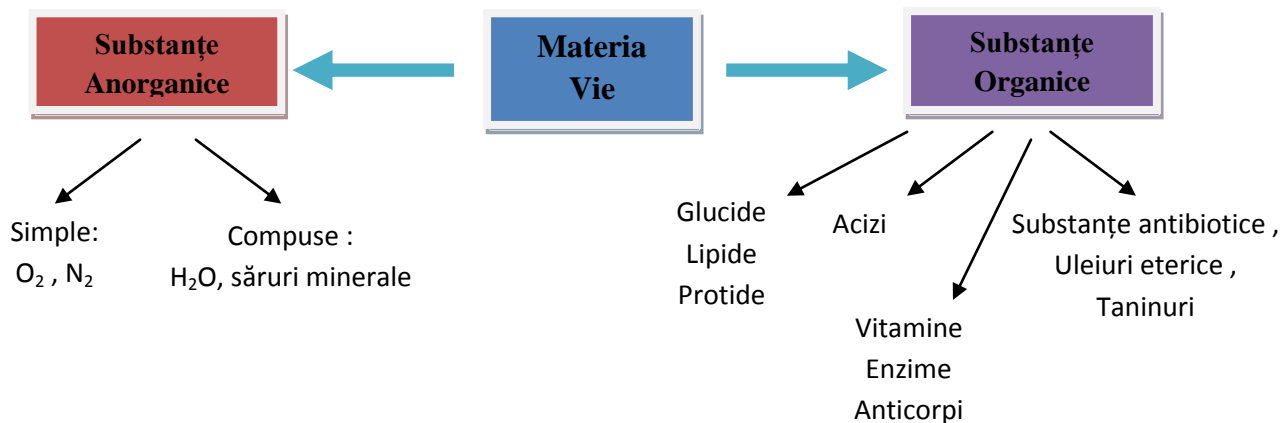 Substanțe
Anorganice
Materia
Vie
Substanțe
Organice
Simple:
O₂ , N₂
Compuse :
H₂O, săruri minerale
Glucide
Lipide
Protide
Acizi
Vitamine
Enzime
Anticorpi
Substanțe antibiotice ,
Uleiuri eterice ,
Taninuri